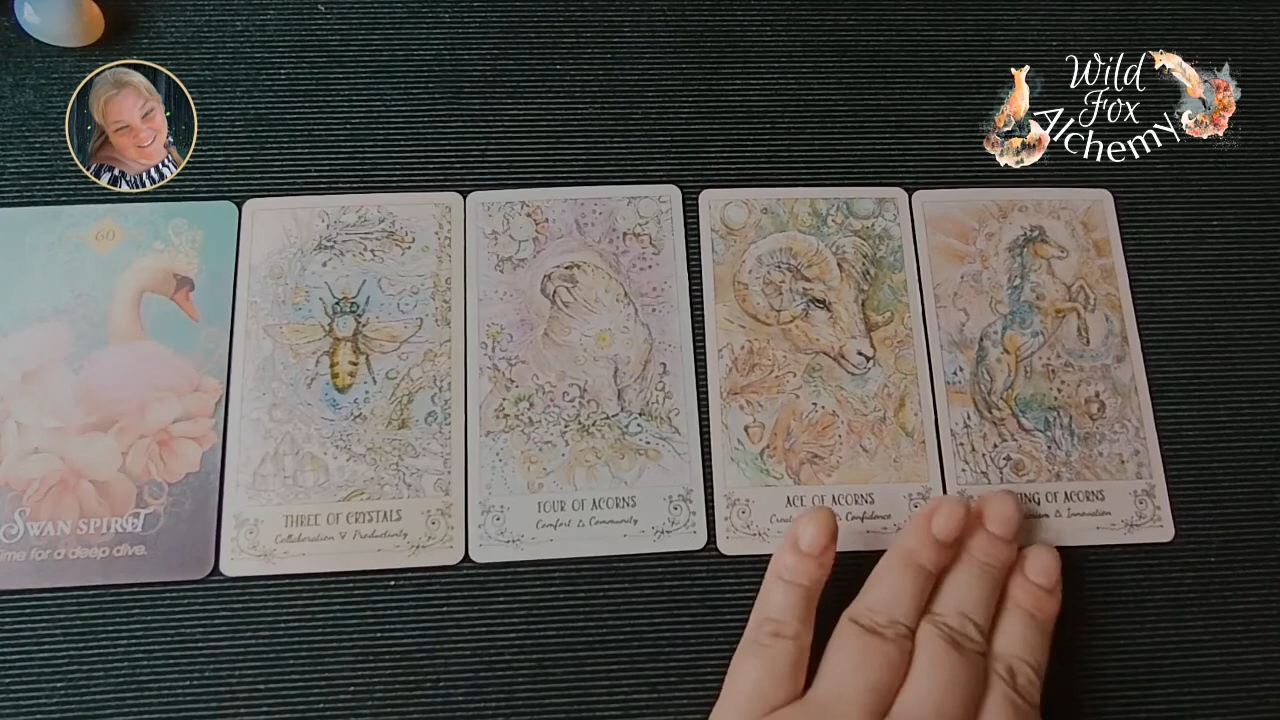 Wild
Fox
Alchemy
60
SWAN SPIRIT
Time for a deep dive.
THREE OF CRYSTALS
Collaboration Productivity
FOUR OF ACORNS
Comfort Community
ACE OF ACORNS
Confidence
OF ACORNS
Innovation